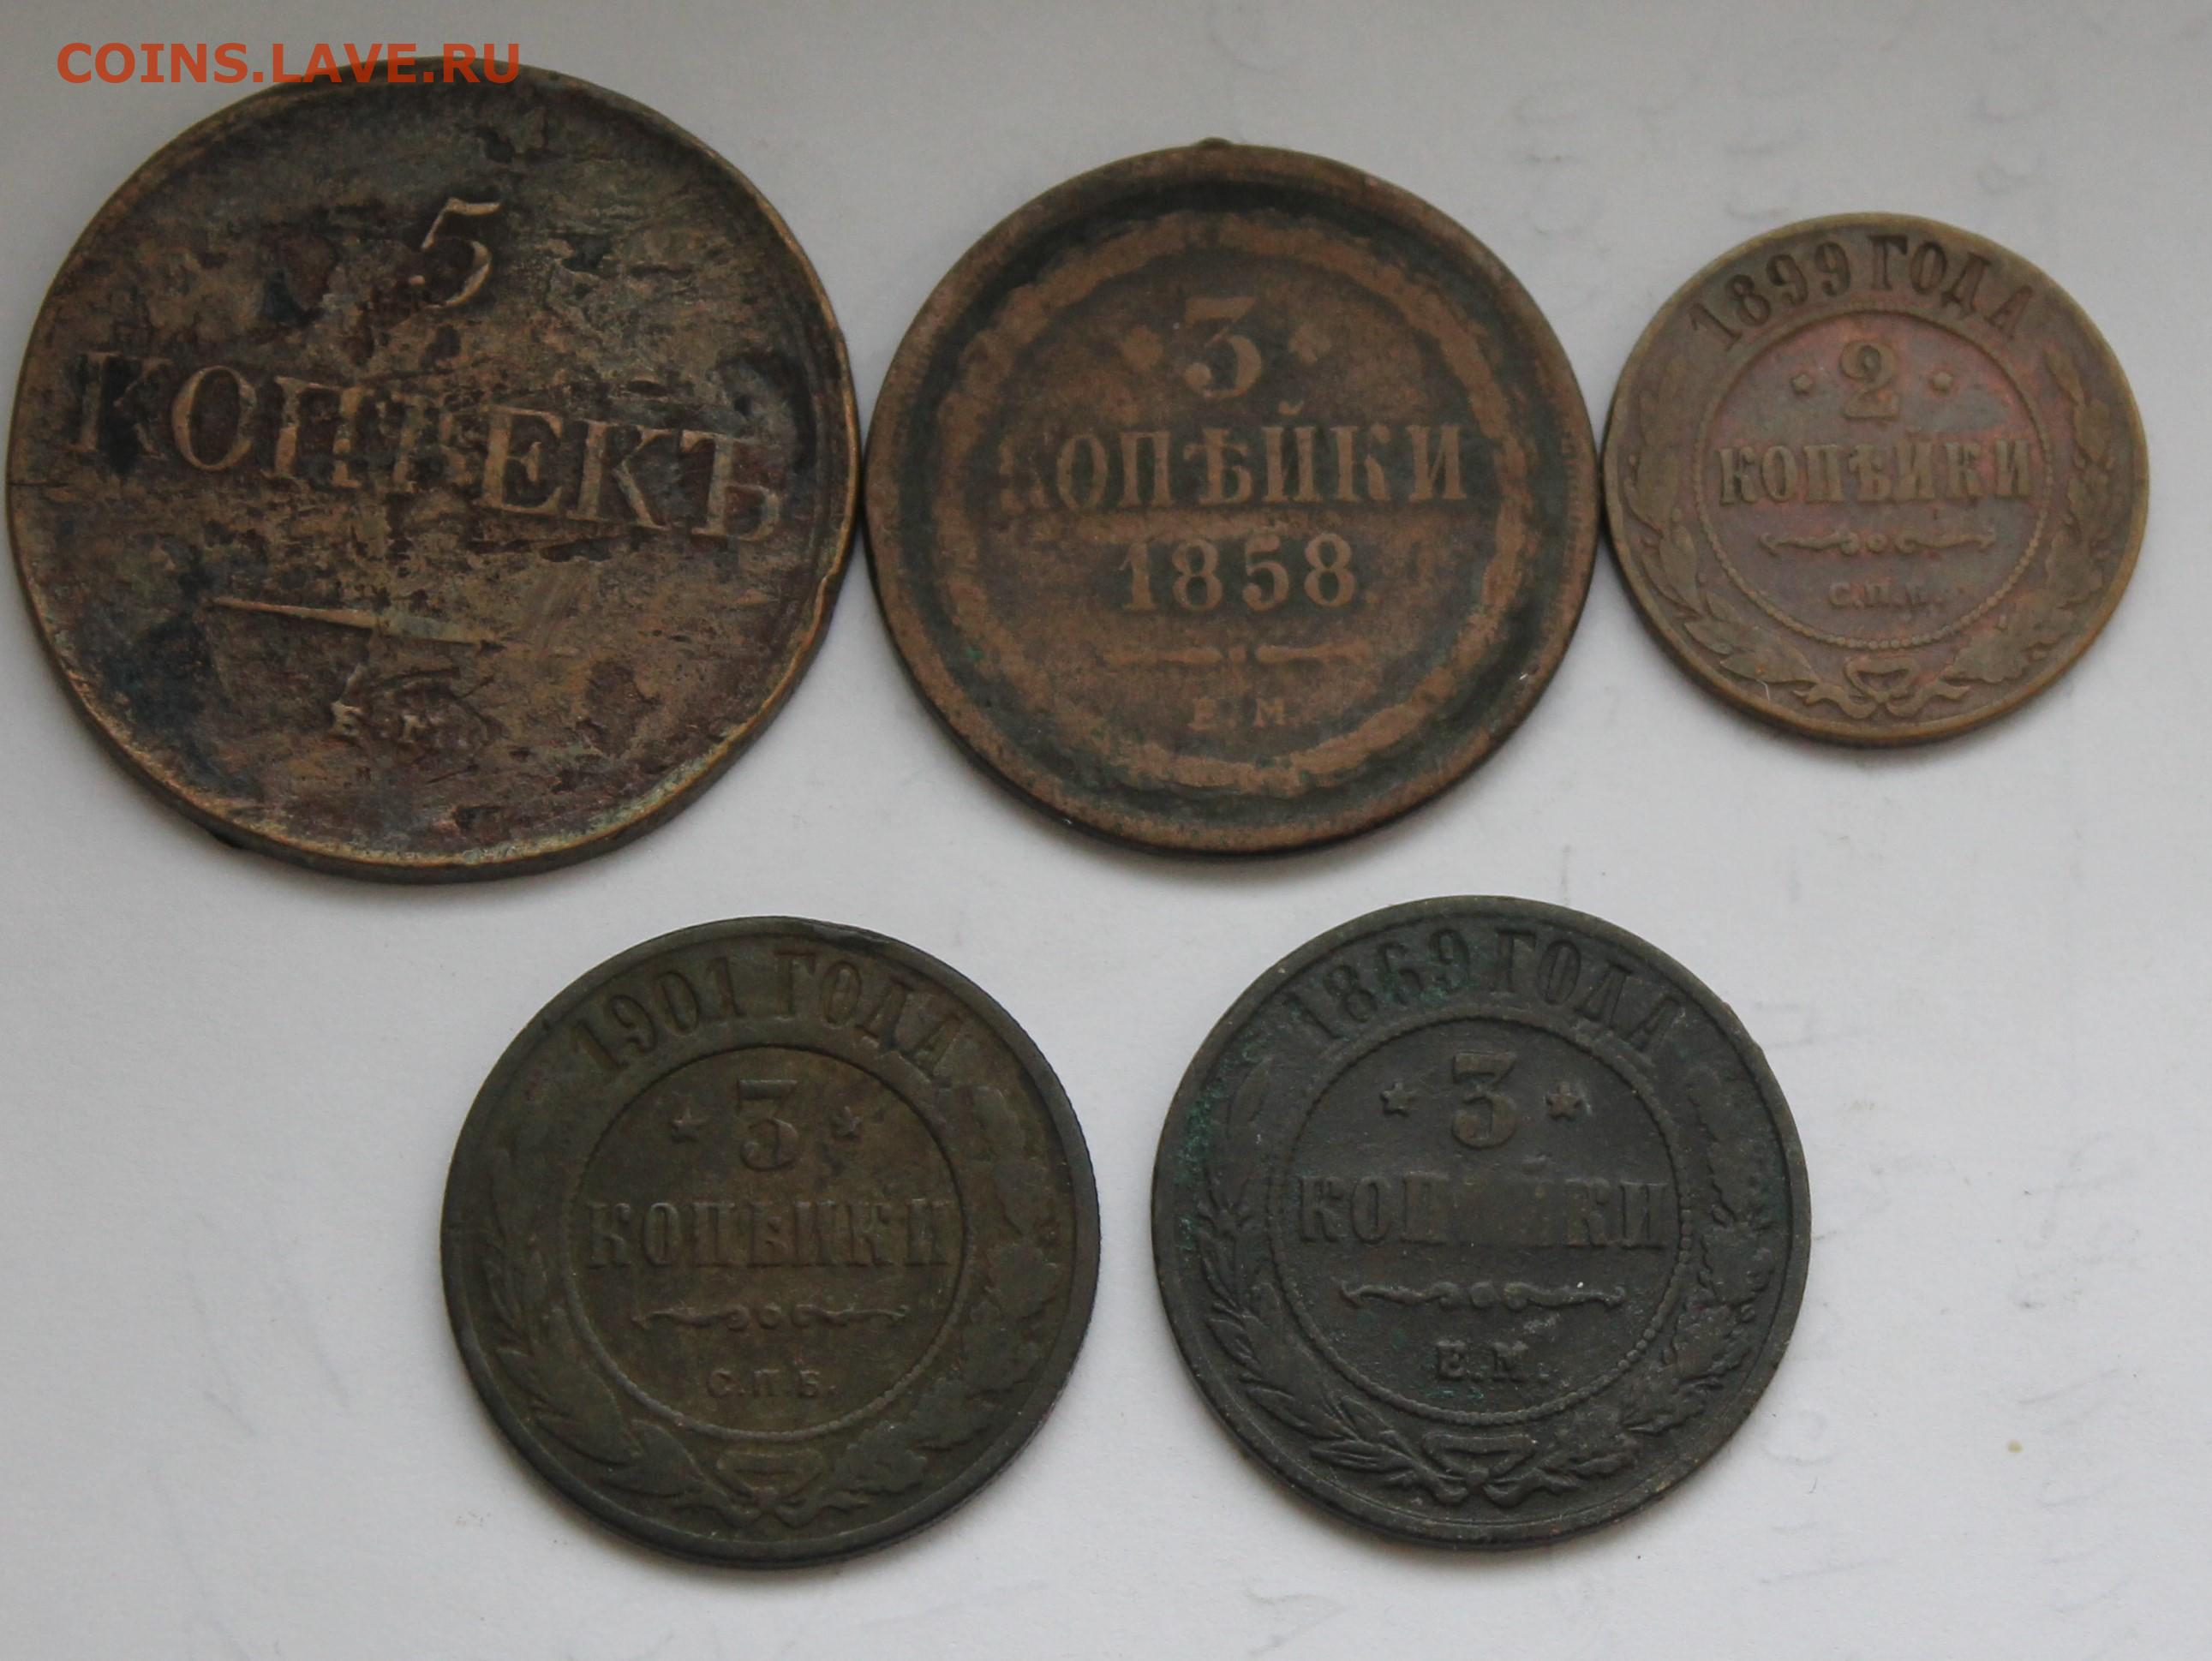 COINS.LAVE.RU
5
КОПѢЕКЪ
Е.М.
3
КОПѢЙКИ
1858
Е.М.
1899 ГОДА
2
КОПѢЙКИ
С.П.Б.
1901 ГОДА
3
КОПѢЙКИ
С.П.Б.
1869 ГОДА
3
КОПѢЙКИ
Е.М.